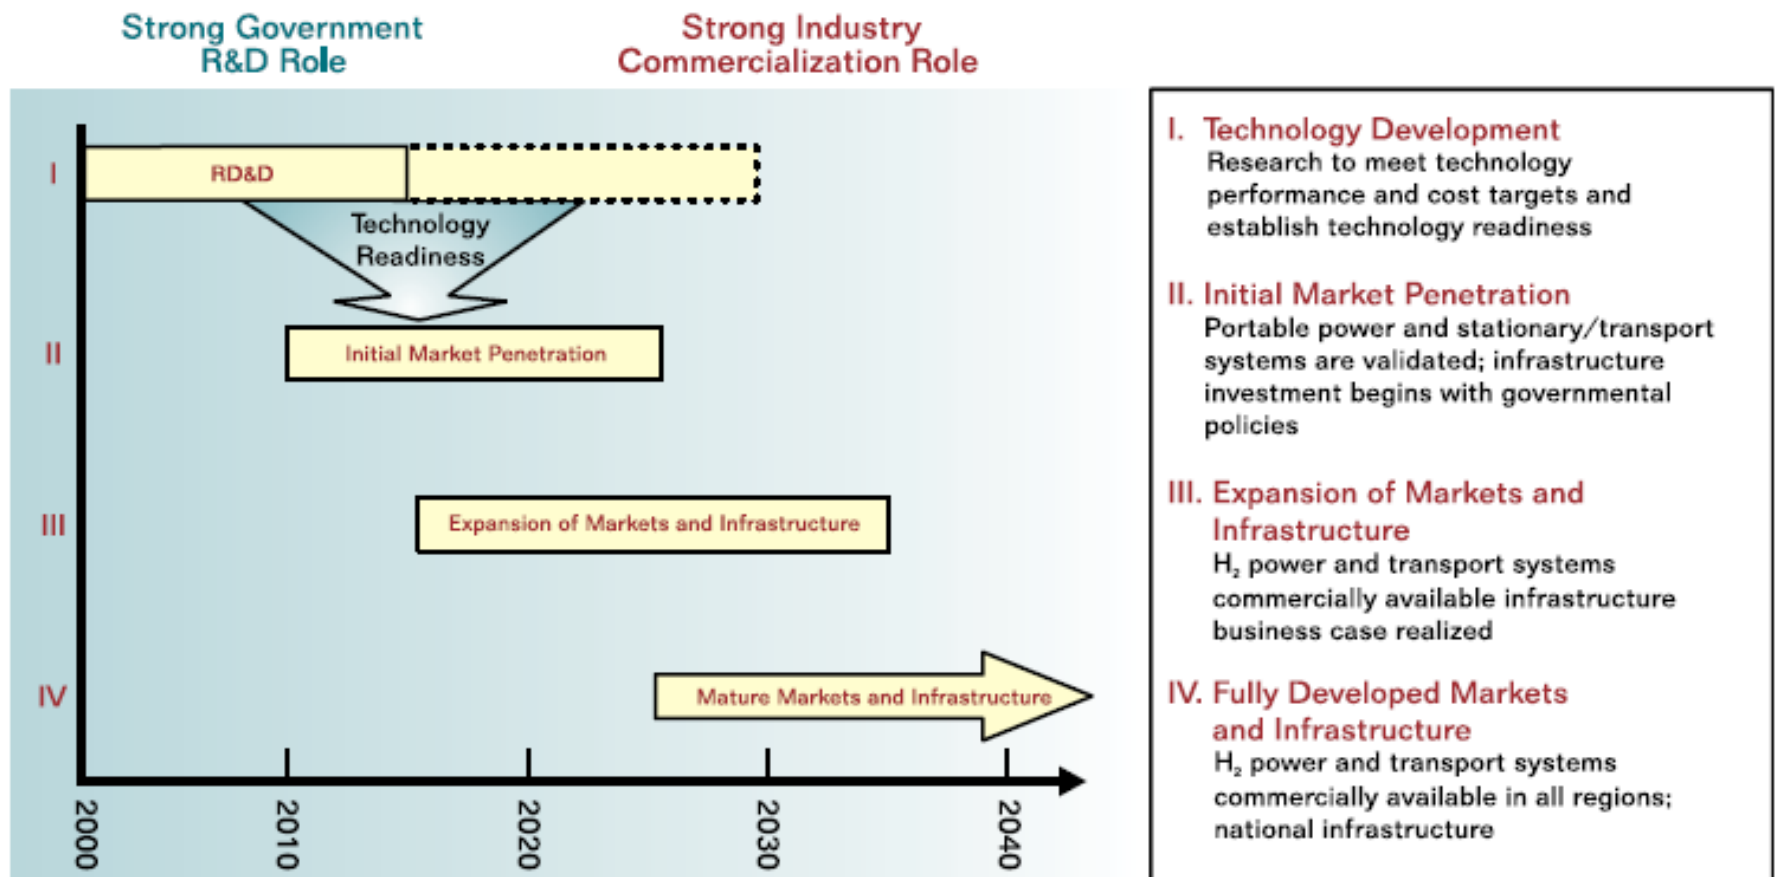 Strong Government
R&D Role
Strong Industry
Commercialization Role
I
RD&D
Technology
Readiness
II
Initial Market Penetration
III
Expansion of Markets and Infrastructure
IV
Mature Markets and Infrastructure
2000
2010
2020
2030
2040
I. Technology Development
Research to meet technology
performance and cost targets and
establish technology readiness
II. Initial Market Penetration
Portable power and stationary/transport
systems are validated; infrastructure
investment begins with governmental
policies
III. Expansion of Markets and
Infrastructure
H₂ power and transport systems
commercially available infrastructure
business case realized
IV. Fully Developed Markets
and Infrastructure
H₂ power and transport systems
commercially available in all regions;
national infrastructure